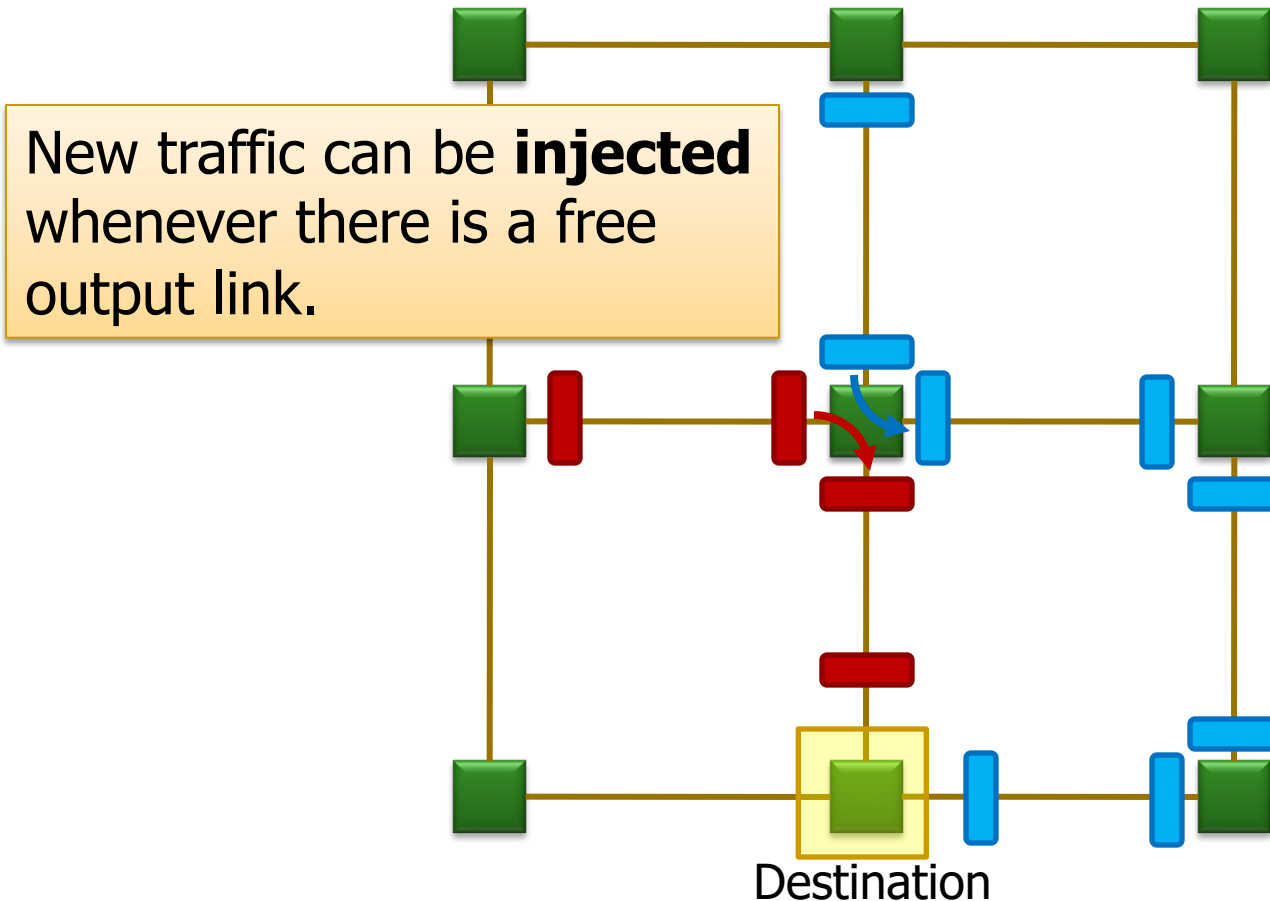 New traffic can be injected
whenever there is a free
output link.
Destination